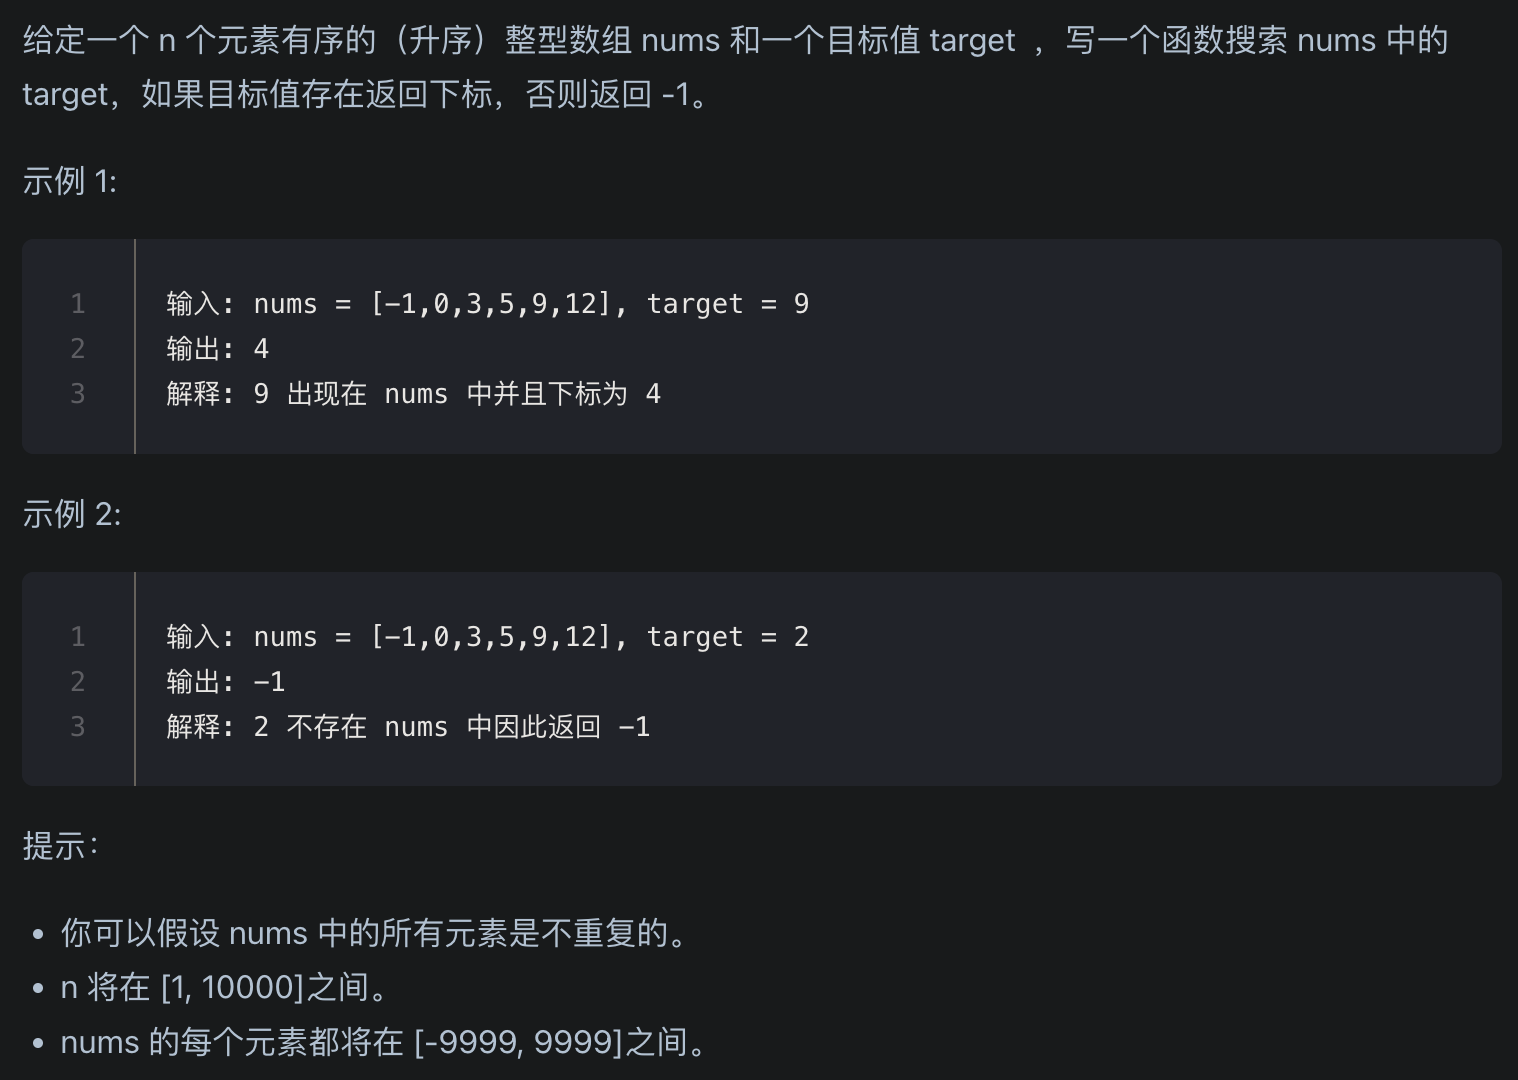 给定一个 n 个元素有序的（升序）整型数组 nums 和一个目标值 target ，写一个函数搜索 nums 中的
target，如果目标值存在返回下标，否则返回 -1。
示例 1:
1 输入: nums = [-1,0,3,5,9,12], target = 9
2 输出: 4
3 解释: 9 出现在 nums 中并且下标为 4
示例 2:
1 输入: nums = [-1,0,3,5,9,12], target = 2
2 输出: -1
3 解释: 2 不存在 nums 中因此返回 -1
提示：
• 你可以假设 nums 中的所有元素是不重复的。
• n 将在 [1, 10000]之间。
• nums 的每个元素都将在 [-9999, 9999]之间。